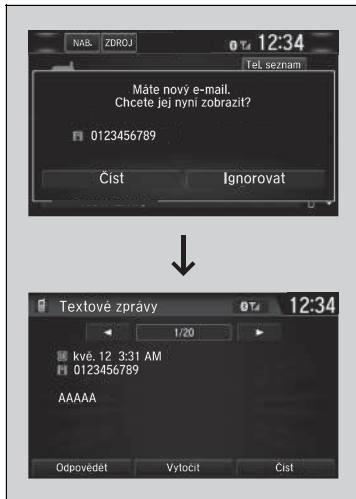 NAB. ZDROJ 12:34
Tel. seznam
Máte nový e-mail.
Chcete jej nyní zobrazit?
0123456789
Číst Ignorovat
Textové zprávy 12:34
1/20
kvě. 12 3:31 AM
0123456789
AAAAA
Odpovědět Vytočit Číst